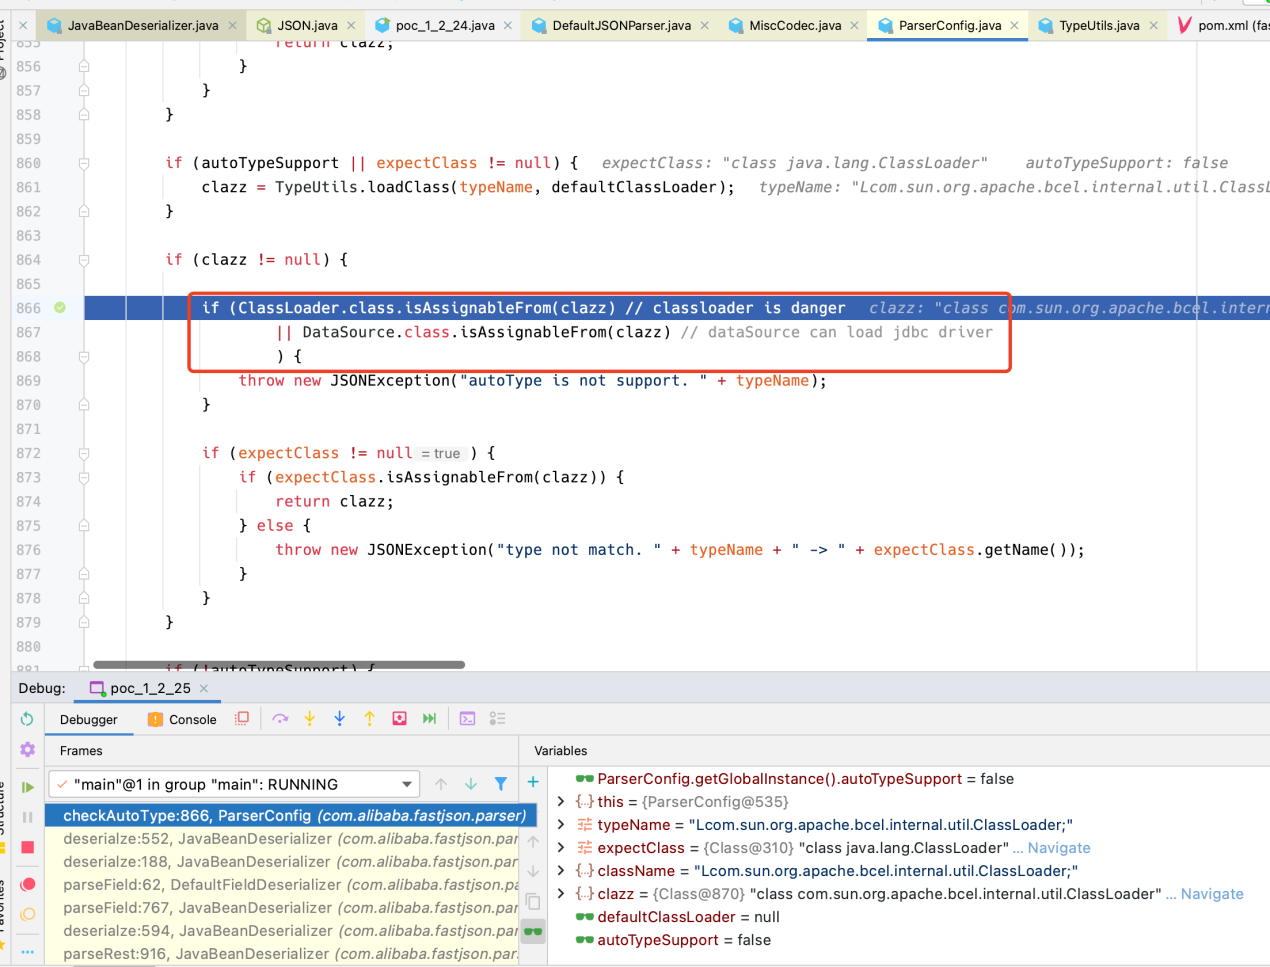 JavaBeanDeserializer.java JSON.java poc_1_2_24.java DefaultJSONParser.java MiscCodec.java ParserConfig.java TypeUtils.java pom.xml (fas
855 return clazz;
856 }
857 }
858 }
859
860 if (autoTypeSupport || expectClass != null) { expectClass: "class java.lang.ClassLoader" autoTypeSupport: false
861 clazz = TypeUtils.loadClass(typeName, defaultClassLoader); typeName: "Lcom.sun.org.apache.bcel.internal.util.ClassL
862 }
863
864 if (clazz != null) {
865
866 if (ClassLoader.class.isAssignableFrom(clazz) // classloader is danger clazz: "class com.sun.org.apache.bcel.intern
867 || DataSource.class.isAssignableFrom(clazz) // dataSource can load jdbc driver
868 ) {
869 throw new JSONException("autoType is not support. " + typeName);
870 }
871
872 if (expectClass != null = true ) {
873 if (expectClass.isAssignableFrom(clazz)) {
874 return clazz;
875 } else {
876 throw new JSONException("type not match. " + typeName + " -> " + expectClass.getName());
877 }
878 }
879 }
880
881 if (!autoTypeSupport) {
Debug: poc_1_2_25
Debugger Console
Frames Variables
"main"@1 in group "main": RUNNING
checkAutoType:866, ParserConfig (com.alibaba.fastjson.parser)
deserialze:552, JavaBeanDeserializer (com.alibaba.fastjson.par
deserialze:188, JavaBeanDeserializer (com.alibaba.fastjson.par
parseField:62, DefaultFieldDeserializer (com.alibaba.fastjson.pa
parseField:767, JavaBeanDeserializer (com.alibaba.fastjson.par
deserialze:594, JavaBeanDeserializer (com.alibaba.fastjson.par
parseRest:916, JavaBeanDeserializer (com.alibaba.fastjson.pars
ParserConfig.getGlobalInstance().autoTypeSupport = false
this = {ParserConfig@535}
typeName = "Lcom.sun.org.apache.bcel.internal.util.ClassLoader;"
expectClass = {Class@310} "class java.lang.ClassLoader" ... Navigate
className = "Lcom.sun.org.apache.bcel.internal.util.ClassLoader;"
clazz = {Class@870} "class com.sun.org.apache.bcel.internal.util.ClassLoader" ... Navigate
defaultClassLoader = null
autoTypeSupport = false
Project
Structure
Favorites